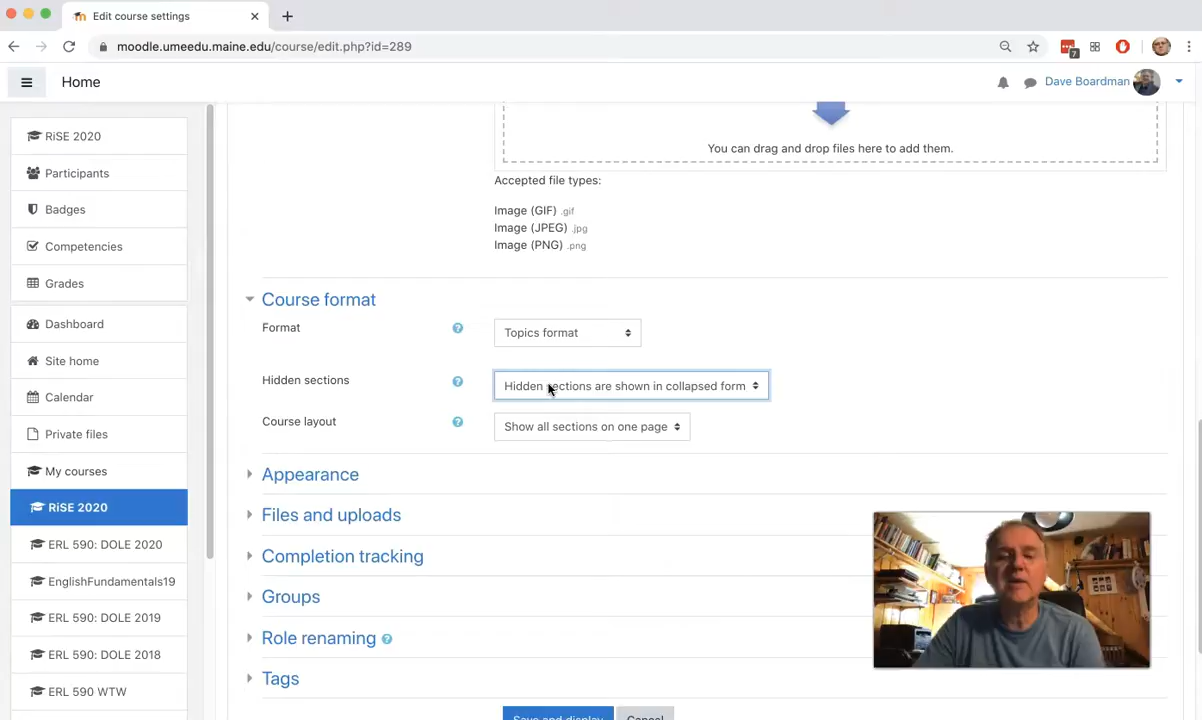 Edit course settings
moodle.umeedu.maine.edu/course/edit.php?id=289
7
Home
Dave Boardman
RiSE 2020
Participants
Badges
Competencies
Grades
Dashboard
Site home
Calendar
Private files
My courses
RiSE 2020
ERL 590: DOLE 2020
EnglishFundamentals19
ERL 590: DOLE 2019
ERL 590: DOLE 2018
ERL 590 WTW
You can drag and drop files here to add them.
Accepted file types:
Image (GIF) .gif
Image (JPEG) .jpg
Image (PNG) .png
Course format
Format ? Topics format
Hidden sections ? Hidden sections are shown in collapsed form
Course layout ? Show all sections on one page
Appearance
Files and uploads
Completion tracking
Groups
Role renaming ?
Tags
Save and display Cancel